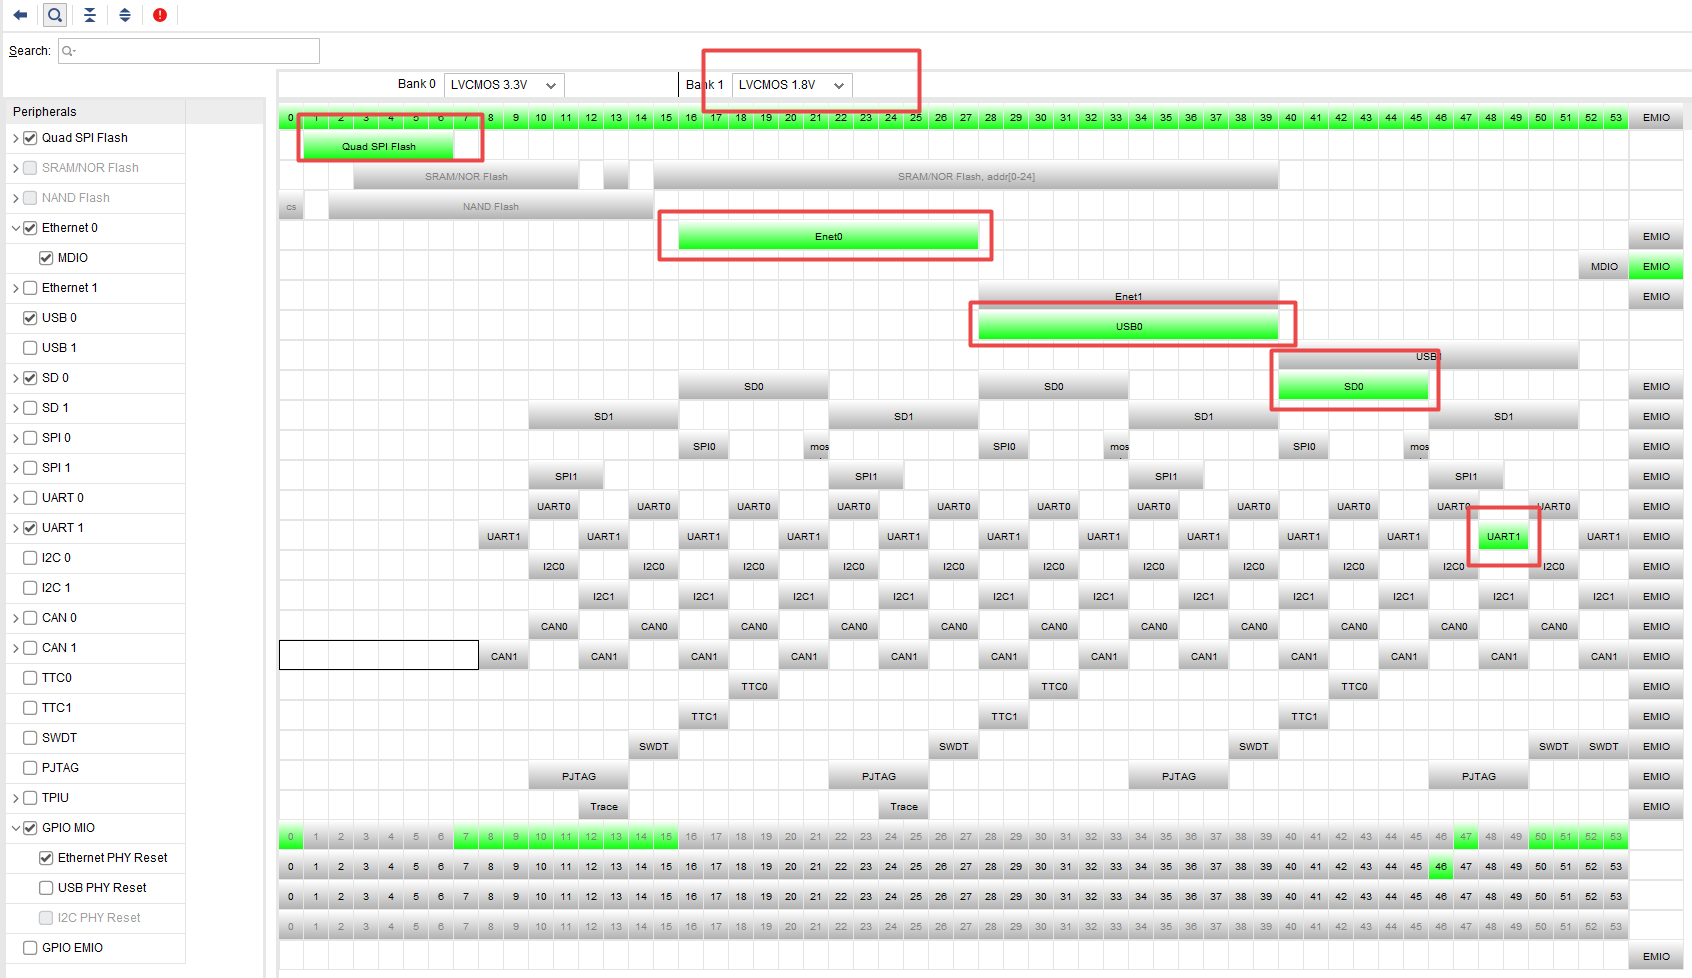 Search:
Bank 0 LVCMOS 3.3V Bank 1 LVCMOS 1.8V
Peripherals 0 1 2 3 4 5 6 7 8 9 10 11 12 13 14 15 16 17 18 19 20 21 22 23 24 25 26 27 28 29 30 31 32 33 34 35 36 37 38 39 40 41 42 43 44 45 46 47 48 49 50 51 52 53 EMIO
Quad SPI Flash Quad SPI Flash
SRAM/NOR Flash SRAM/NOR Flash SRAM/NOR Flash, addr[0-24]
NAND Flash cs NAND Flash
Ethernet 0 Enet0 EMIO
MDIO MDIO EMIO
Ethernet 1 Enet1 EMIO
USB 0 USB0
USB 1 USB1
SD 0 SD0 SD0 SD0 EMIO
SD 1 SD1 SD1 SD1 SD1 EMIO
SPI 0 SPI0 mos SPI0 mos SPI0 mos EMIO
SPI 1 SPI1 SPI1 SPI1 SPI1 EMIO
UART 0 UART0 UART0 UART0 UART0 UART0 UART0 UART0 UART0 UART0 UART0 UART0 EMIO
UART 1 UART1 UART1 UART1 UART1 UART1 UART1 UART1 UART1 UART1 UART1 UART1 UART1 EMIO
I2C 0 I2C0 I2C0 I2C0 I2C0 I2C0 I2C0 I2C0 I2C0 I2C0 I2C0 I2C0 EMIO
I2C 1 I2C1 I2C1 I2C1 I2C1 I2C1 I2C1 I2C1 I2C1 I2C1 I2C1 I2C1 EMIO
CAN 0 CAN0 CAN0 CAN0 CAN0 CAN0 CAN0 CAN0 CAN0 CAN0 CAN0 CAN0 EMIO
CAN 1 CAN1 CAN1 CAN1 CAN1 CAN1 CAN1 CAN1 CAN1 CAN1 CAN1 CAN1 CAN1 EMIO
TTC0 TTC0 TTC0 TTC0 EMIO
TTC1 TTC1 TTC1 TTC1 EMIO
SWDT SWDT SWDT SWDT SWDT SWDT EMIO
PJTAG PJTAG PJTAG PJTAG PJTAG EMIO
TPIU Trace Trace EMIO
GPIO MIO 0 1 2 3 4 5 6 7 8 9 10 11 12 13 14 15 16 17 18 19 20 21 22 23 24 25 26 27 28 29 30 31 32 33 34 35 36 37 38 39 40 41 42 43 44 45 46 47 48 49 50 51 52 53
Ethernet PHY Reset 0 1 2 3 4 5 6 7 8 9 10 11 12 13 14 15 16 17 18 19 20 21 22 23 24 25 26 27 28 29 30 31 32 33 34 35 36 37 38 39 40 41 42 43 44 45 46 47 48 49 50 51 52 53
USB PHY Reset 0 1 2 3 4 5 6 7 8 9 10 11 12 13 14 15 16 17 18 19 20 21 22 23 24 25 26 27 28 29 30 31 32 33 34 35 36 37 38 39 40 41 42 43 44 45 46 47 48 49 50 51 52 53
I2C PHY Reset 0 1 2 3 4 5 6 7 8 9 10 11 12 13 14 15 16 17 18 19 20 21 22 23 24 25 26 27 28 29 30 31 32 33 34 35 36 37 38 39 40 41 42 43 44 45 46 47 48 49 50 51 52 53
GPIO EMIO EMIO